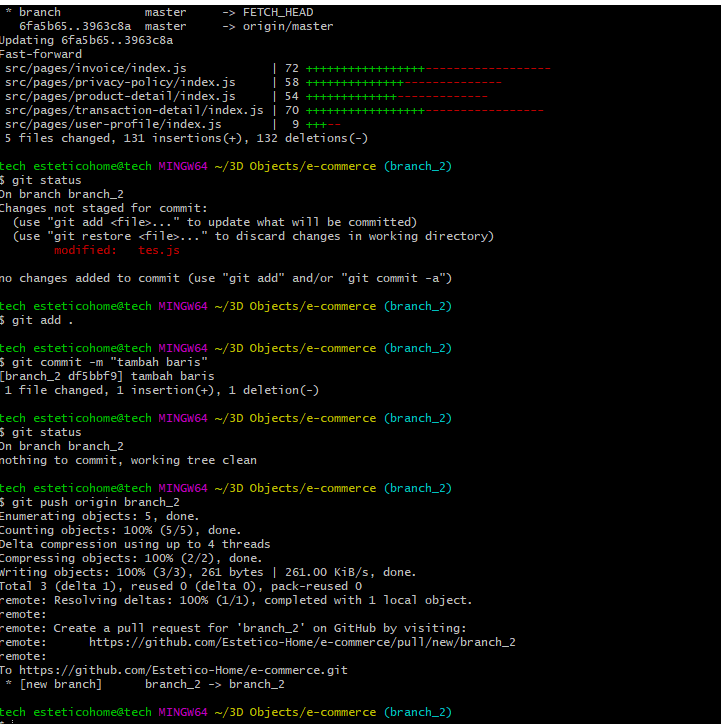 * branch            master     -> FETCH_HEAD
   6fa5b65..3963c8a  master     -> origin/master
Updating 6fa5b65..3963c8a
Fast-forward
 src/pages/invoice/index.js            | 72 +++++++++++++++++------------------
 src/pages/privacy-policy/index.js     | 58 ++++++++++++++--------------
 src/pages/product-detail/index.js     | 54 +++++++++++++-------------
 src/pages/transaction-detail/index.js | 70 +++++++++++++++++-----------------
 src/pages/user-profile/index.js       |  9 +++--
 5 files changed, 131 insertions(+), 132 deletions(-)
tech esteticohome@tech MINGW64 ~/3D Objects/e-commerce (branch_2)
$ git status
On branch branch_2
Changes not staged for commit:
  (use "git add <file>..." to update what will be committed)
  (use "git restore <file>..." to discard changes in working directory)
        modified:   tes.js
no changes added to commit (use "git add" and/or "git commit -a")
tech esteticohome@tech MINGW64 ~/3D Objects/e-commerce (branch_2)
$ git add .
tech esteticohome@tech MINGW64 ~/3D Objects/e-commerce (branch_2)
$ git commit -m "tambah baris"
[branch_2 df5bbf9] tambah baris
 1 file changed, 1 insertion(+), 1 deletion(-)
tech esteticohome@tech MINGW64 ~/3D Objects/e-commerce (branch_2)
$ git status
On branch branch_2
nothing to commit, working tree clean
tech esteticohome@tech MINGW64 ~/3D Objects/e-commerce (branch_2)
$ git push origin branch_2
Enumerating objects: 5, done.
Counting objects: 100% (5/5), done.
Delta compression using up to 4 threads
Compressing objects: 100% (2/2), done.
Writing objects: 100% (3/3), 261 bytes | 261.00 KiB/s, done.
Total 3 (delta 1), reused 0 (delta 0), pack-reused 0
remote: Resolving deltas: 100% (1/1), completed with 1 local object.
remote:
remote: Create a pull request for 'branch_2' on GitHub by visiting:
remote:      https://github.com/Estetico-Home/e-commerce/pull/new/branch_2
remote:
To https://github.com/Estetico-Home/e-commerce.git
 * [new branch]      branch_2 -> branch_2
tech esteticohome@tech MINGW64 ~/3D Objects/e-commerce (branch_2)
$